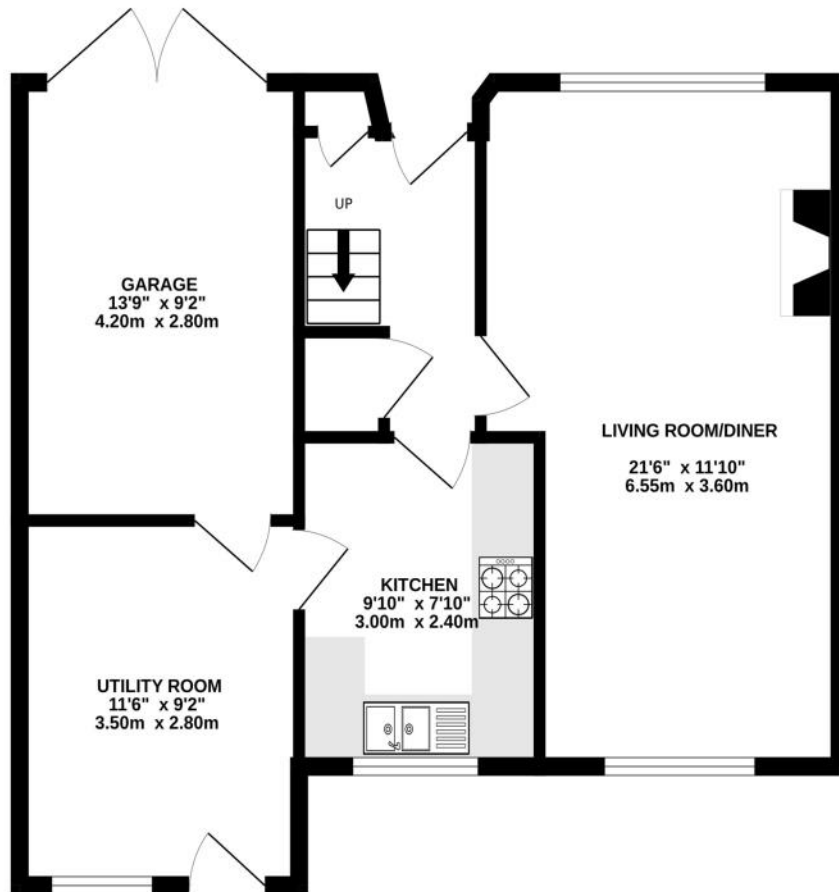 UP
GARAGE
13'9" x 9'2"
4.20m x 2.80m
LIVING ROOM/DINER
21'6" x 11'10"
6.55m x 3.60m
KITCHEN
9'10" x 7'10"
3.00m x 2.40m
UTILITY ROOM
11'6" x 9'2"
3.50m x 2.80m